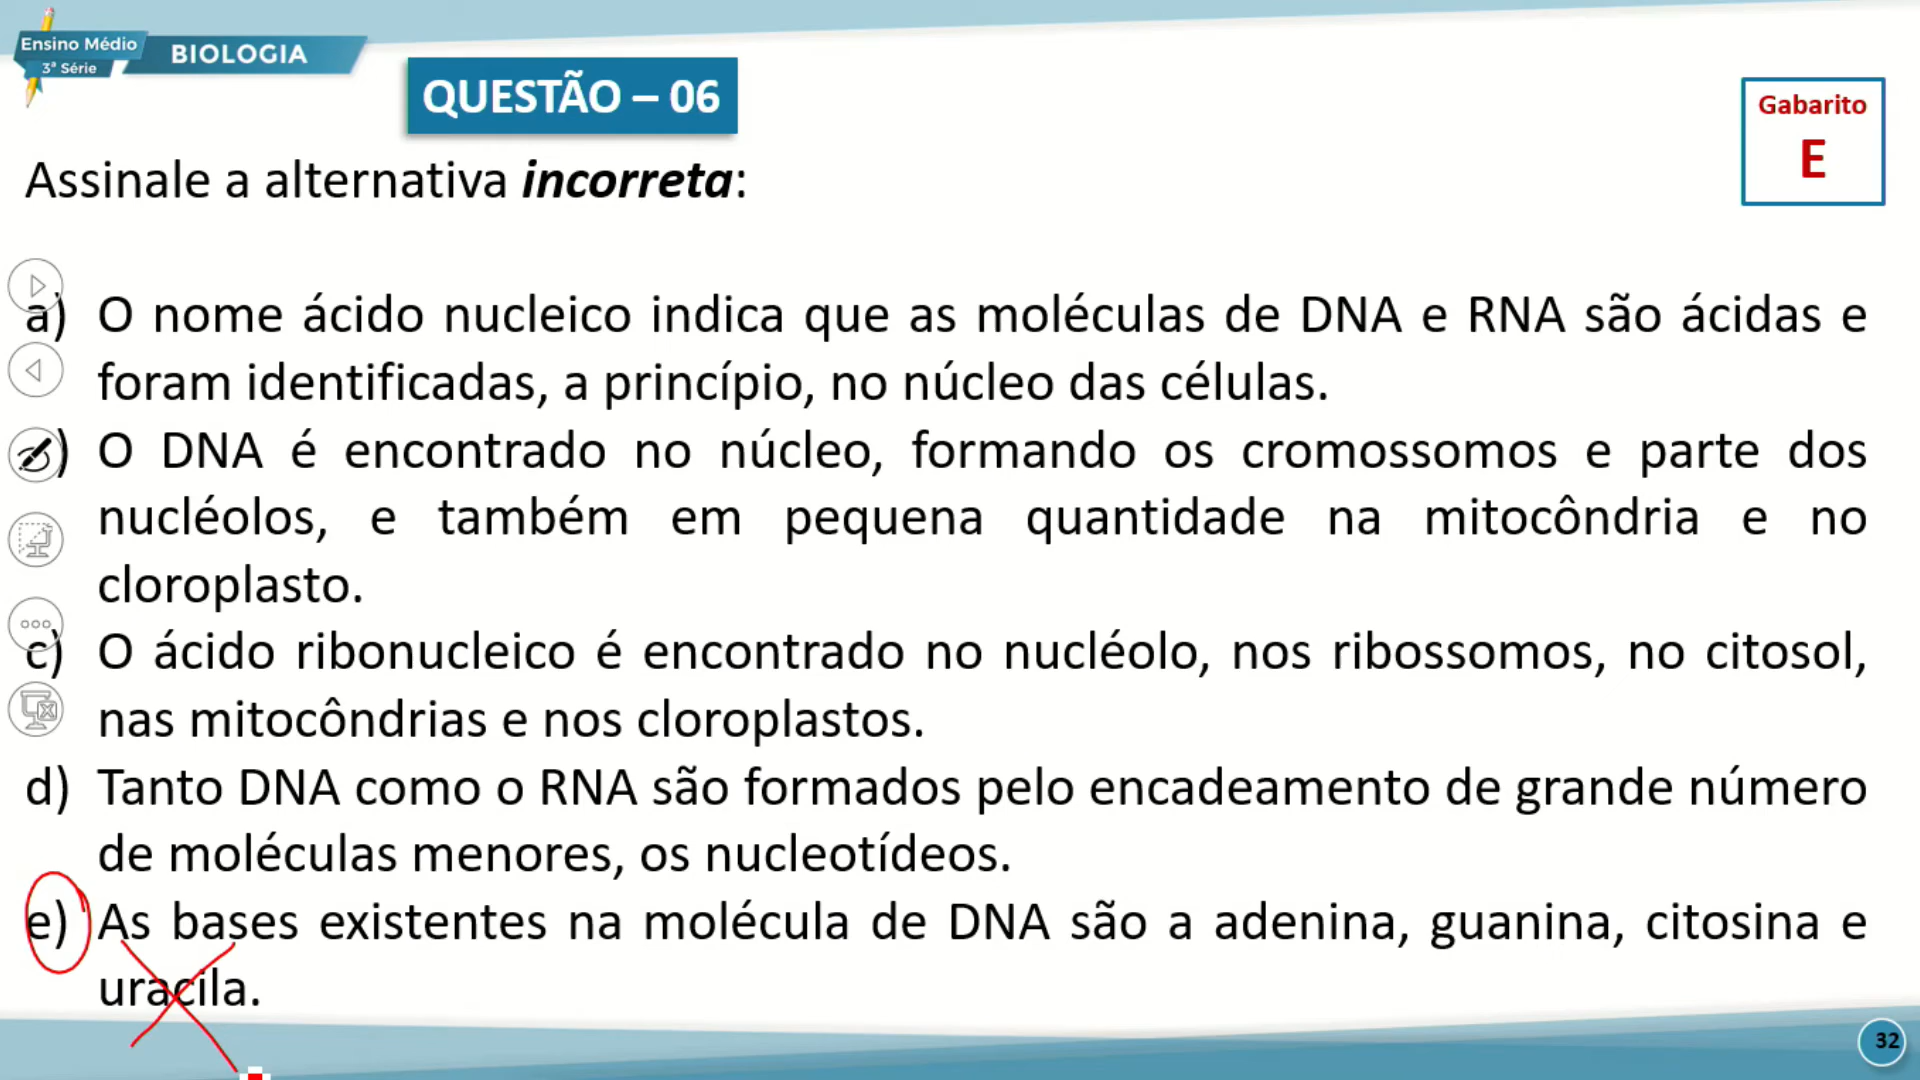 Ensino Médio
3ª Série
BIOLOGIA
QUESTÃO – 06
Gabarito
E
Assinale a alternativa incorreta:
a) O nome ácido nucleico indica que as moléculas de DNA e RNA são ácidas e
foram identificadas, a princípio, no núcleo das células.
) O DNA é encontrado no núcleo, formando os cromossomos e parte dos
nucléolos, e também em pequena quantidade na mitocôndria e no
cloroplasto.
c) O ácido ribonucleico é encontrado no nucléolo, nos ribossomos, no citosol,
nas mitocôndrias e nos cloroplastos.
d) Tanto DNA como o RNA são formados pelo encadeamento de grande número
de moléculas menores, os nucleotídeos.
e) As bases existentes na molécula de DNA são a adenina, guanina, citosina e
uracila.
32